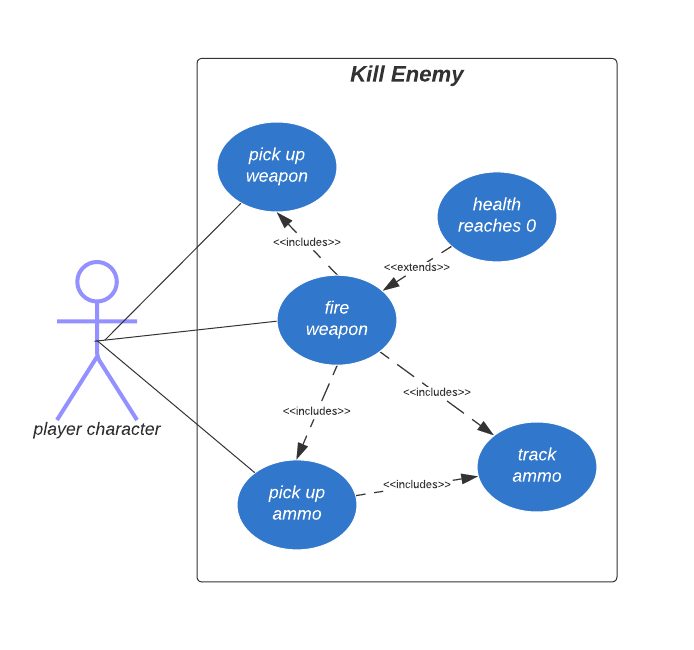 Kill Enemy
pick up
weapon
health
reaches 0
<<includes>>
<<extends>>
fire
weapon
<<includes>>
<<includes>>
player character
track
ammo
<<includes>>
pick up
ammo